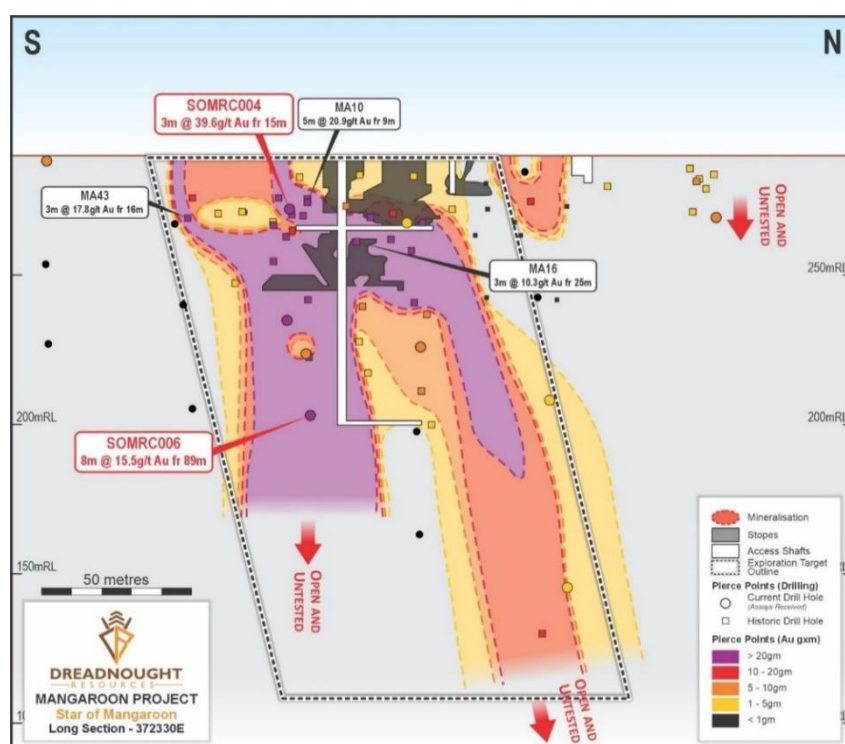 S
N
SOMRC004
3m @ 39.6g/t Au fr 15m
MA10
5m @ 20.9g/t Au fr 9m
MA43
3m @ 17.8g/t Au fr 16m
OPEN AND
UNTESTED
MA16
3m @ 10.3g/t Au fr 25m
250mRL
200mRL
200mRL
SOMRC006
8m @ 15.5g/t Au fr 89m
150mRL
50 metres
OPEN AND
UNTESTED
OPEN AND
UNTESTED
DREADNOUGHT
RESOURCES
MANGAROON PROJECT
Star of Mangaroon
Long Section - 372330E
Mineralisation
Stopes
Access Shafts
Exploration Target
Outline
Pierce Points (Drilling)
Current Drill Hole
(Assays Received)
Historic Drill Hole
Pierce Points (Au gxm)
> 20gm
10 - 20gm
5 - 10gm
1 - 5gm
< 1gm